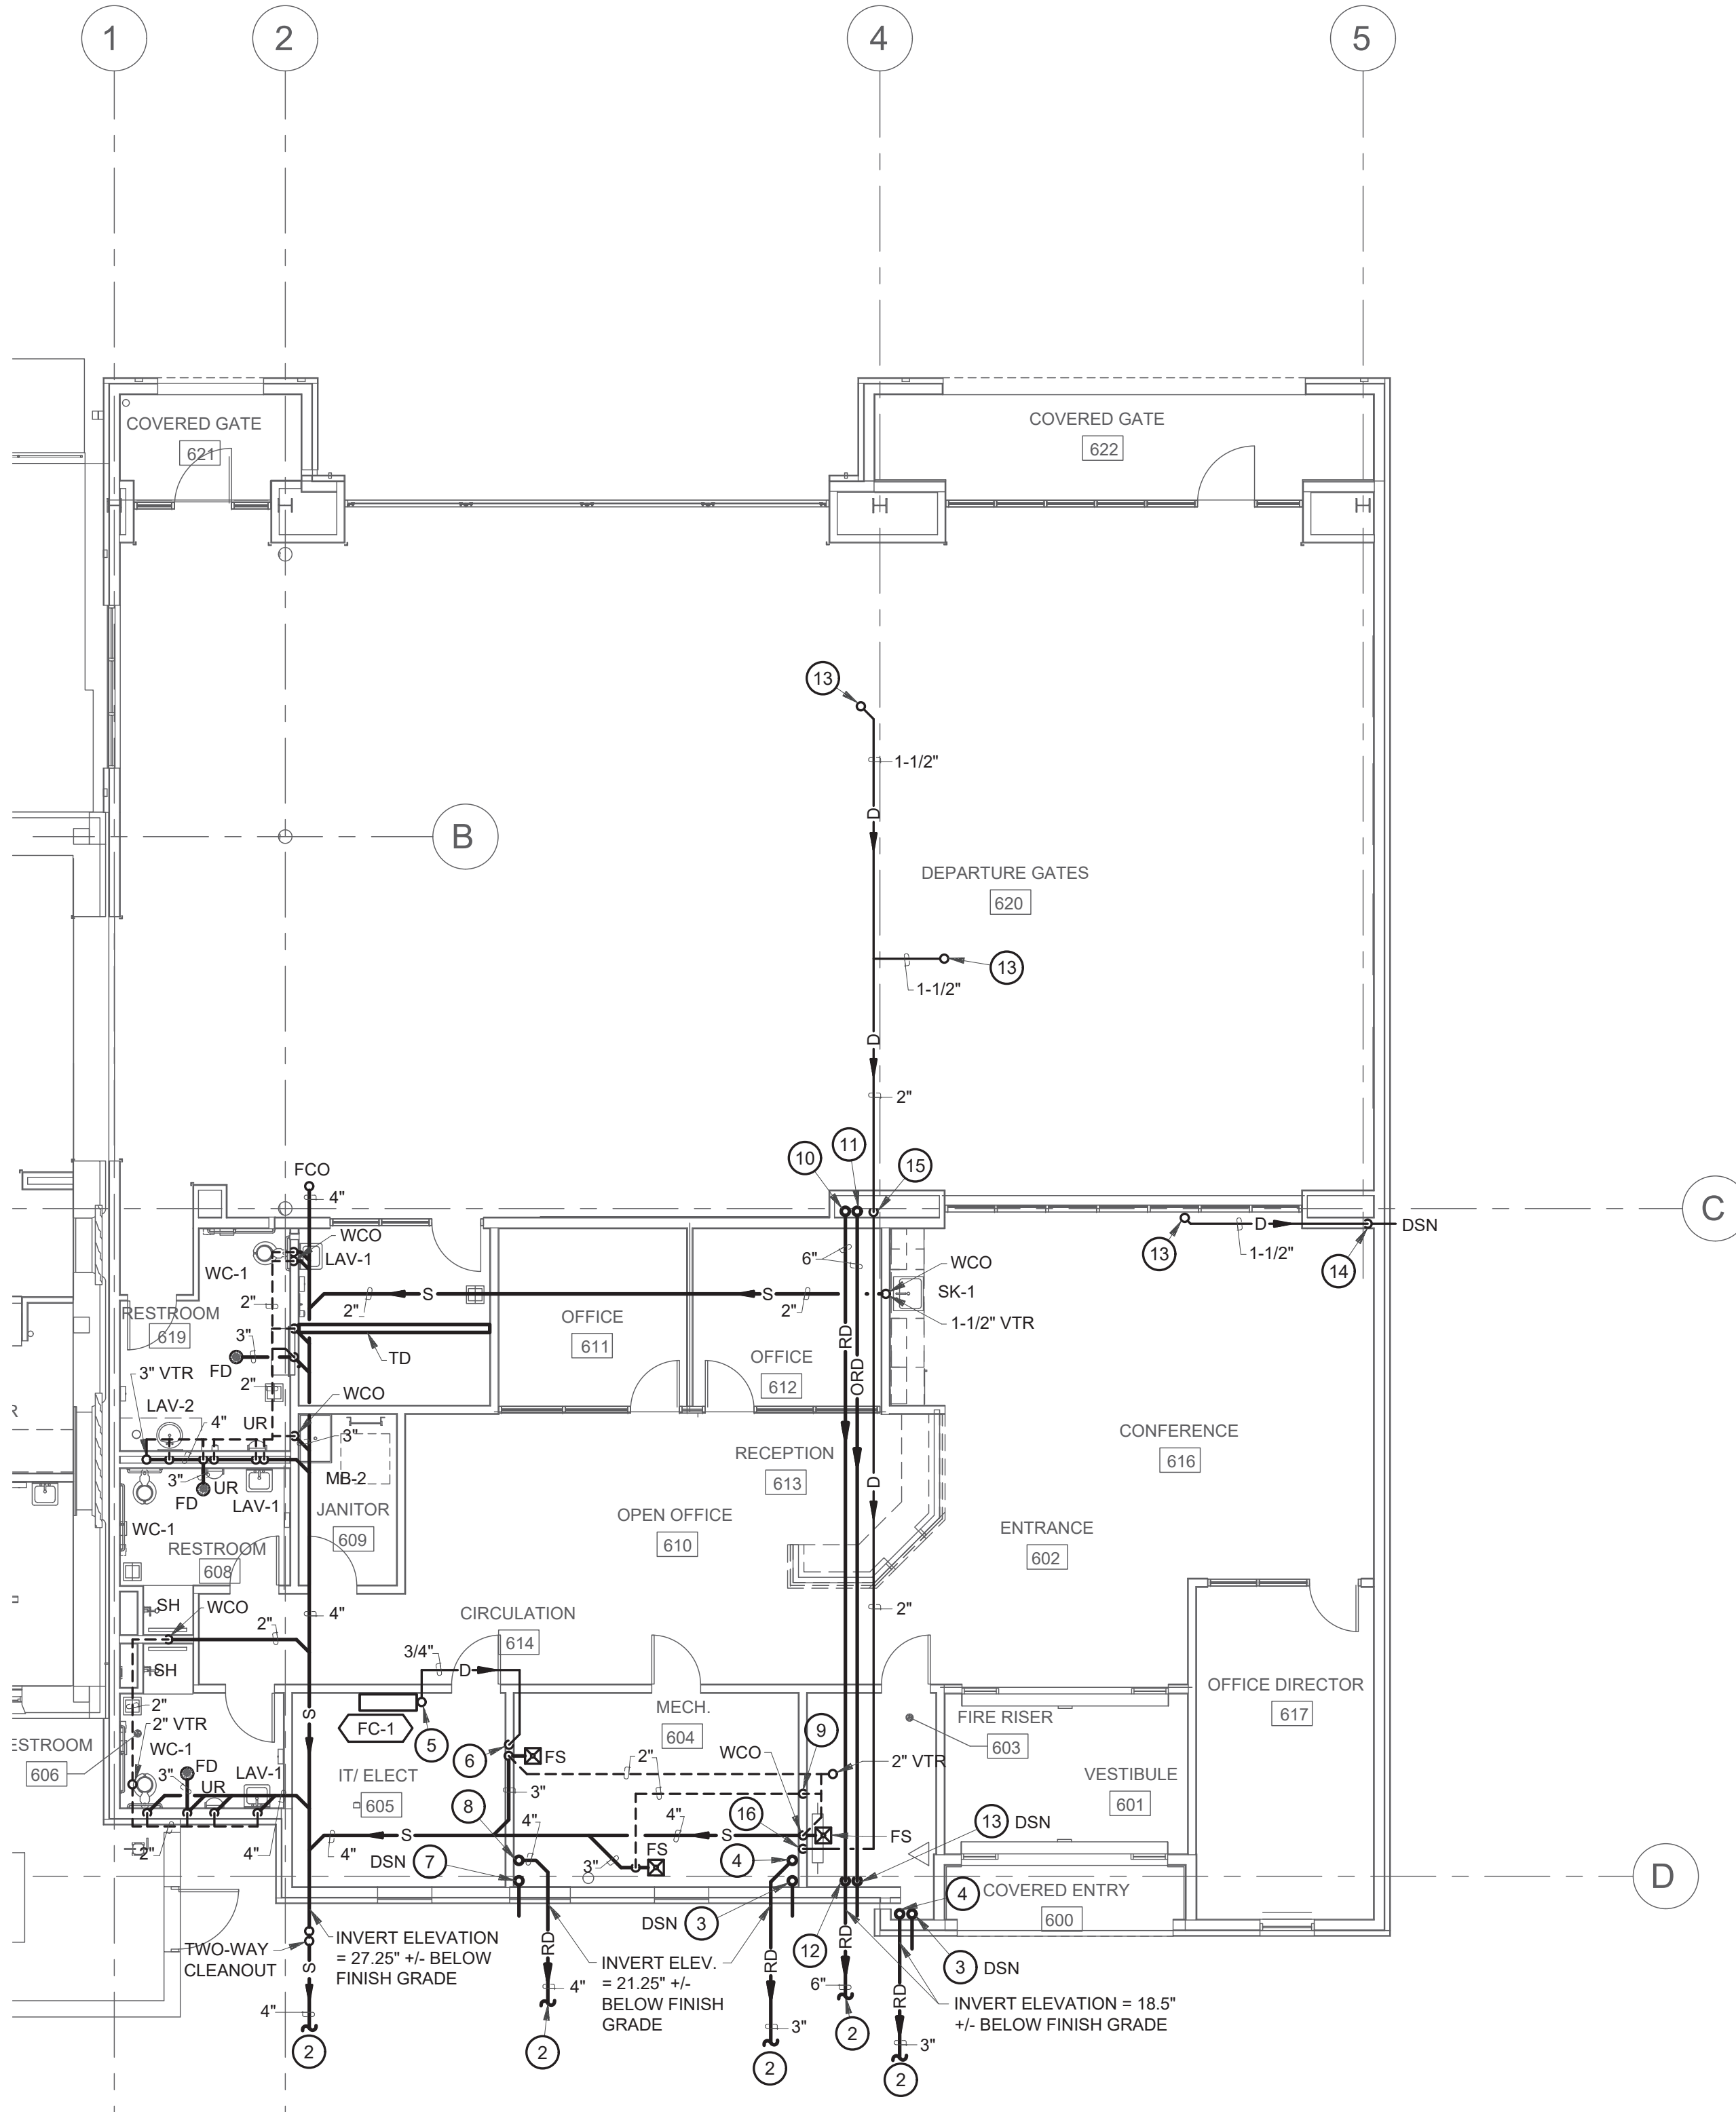 1
2
4
5
COVERED GATE
621
COVERED GATE
622
13
1-1/2"
D
B
DEPARTURE GATES
620
13
1-1/2"
D
2"
10
11
15
FCO
4"
C
WCO
LAV-1
WC-1
2"
RESTROOM
619
3"
FD
2"
3" VTR
LAV-2
4"
UR
TD
WCO
3"
S
2"
S
2"
6"
WCO
SK-1
1-1/2" VTR
D
1-1/2"
13
14
DSN
OFFICE
611
OFFICE
612
RD
ORD
R
3"
UR
FD
LAV-1
WC-1
RESTROOM
608
MB-2
JANITOR
609
RECEPTION
613
OPEN OFFICE
610
D
CONFERENCE
616
ENTRANCE
602
SH
WCO
2"
4"
CIRCULATION
614
2"
3/4"
D
SH
2"
2" VTR
WC-1
ESTROOM
606
FD
3"
UR
LAV-1
2"
4"
S
FC-1
5
6
FS
3"
IT/ ELECT
605
MECH.
604
2"
2"
WCO
9
2" VTR
FIRE RISER
603
OFFICE DIRECTOR
617
VESTIBULE
601
8
4"
S
4"
DSN
7
3"
FS
4"
S
16
4
FS
13
DSN
D
4
COVERED ENTRY
600
DSN
3
12
3
DSN
TWO-WAY
CLEANOUT
S
4"
2
INVERT ELEVATION
= 27.25" +/- BELOW
FINISH GRADE
RD
4"
2
INVERT ELEV.
= 21.25" +/-
BELOW FINISH
GRADE
RD
3"
2
RD
6"
2
RD
3"
2
INVERT ELEVATION = 18.5"
+/- BELOW FINISH GRADE